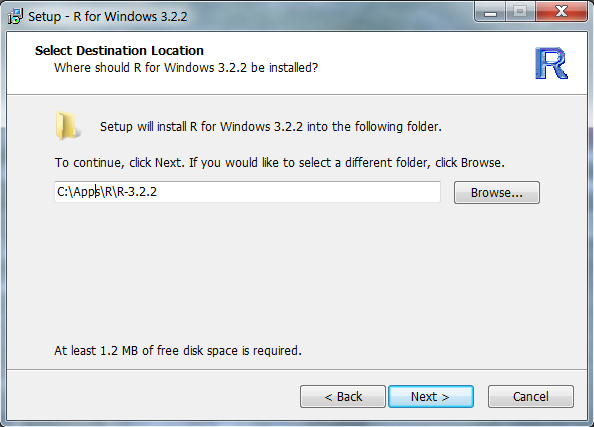 Setup - R for Windows 3.2.2
Select Destination Location
Where should R for Windows 3.2.2 be installed?
R
Setup will install R for Windows 3.2.2 into the following folder.
To continue, click Next. If you would like to select a different folder, click Browse.
C:\Apps\R\R-3.2.2
Browse...
At least 1.2 MB of free disk space is required.
< Back
Next >
Cancel